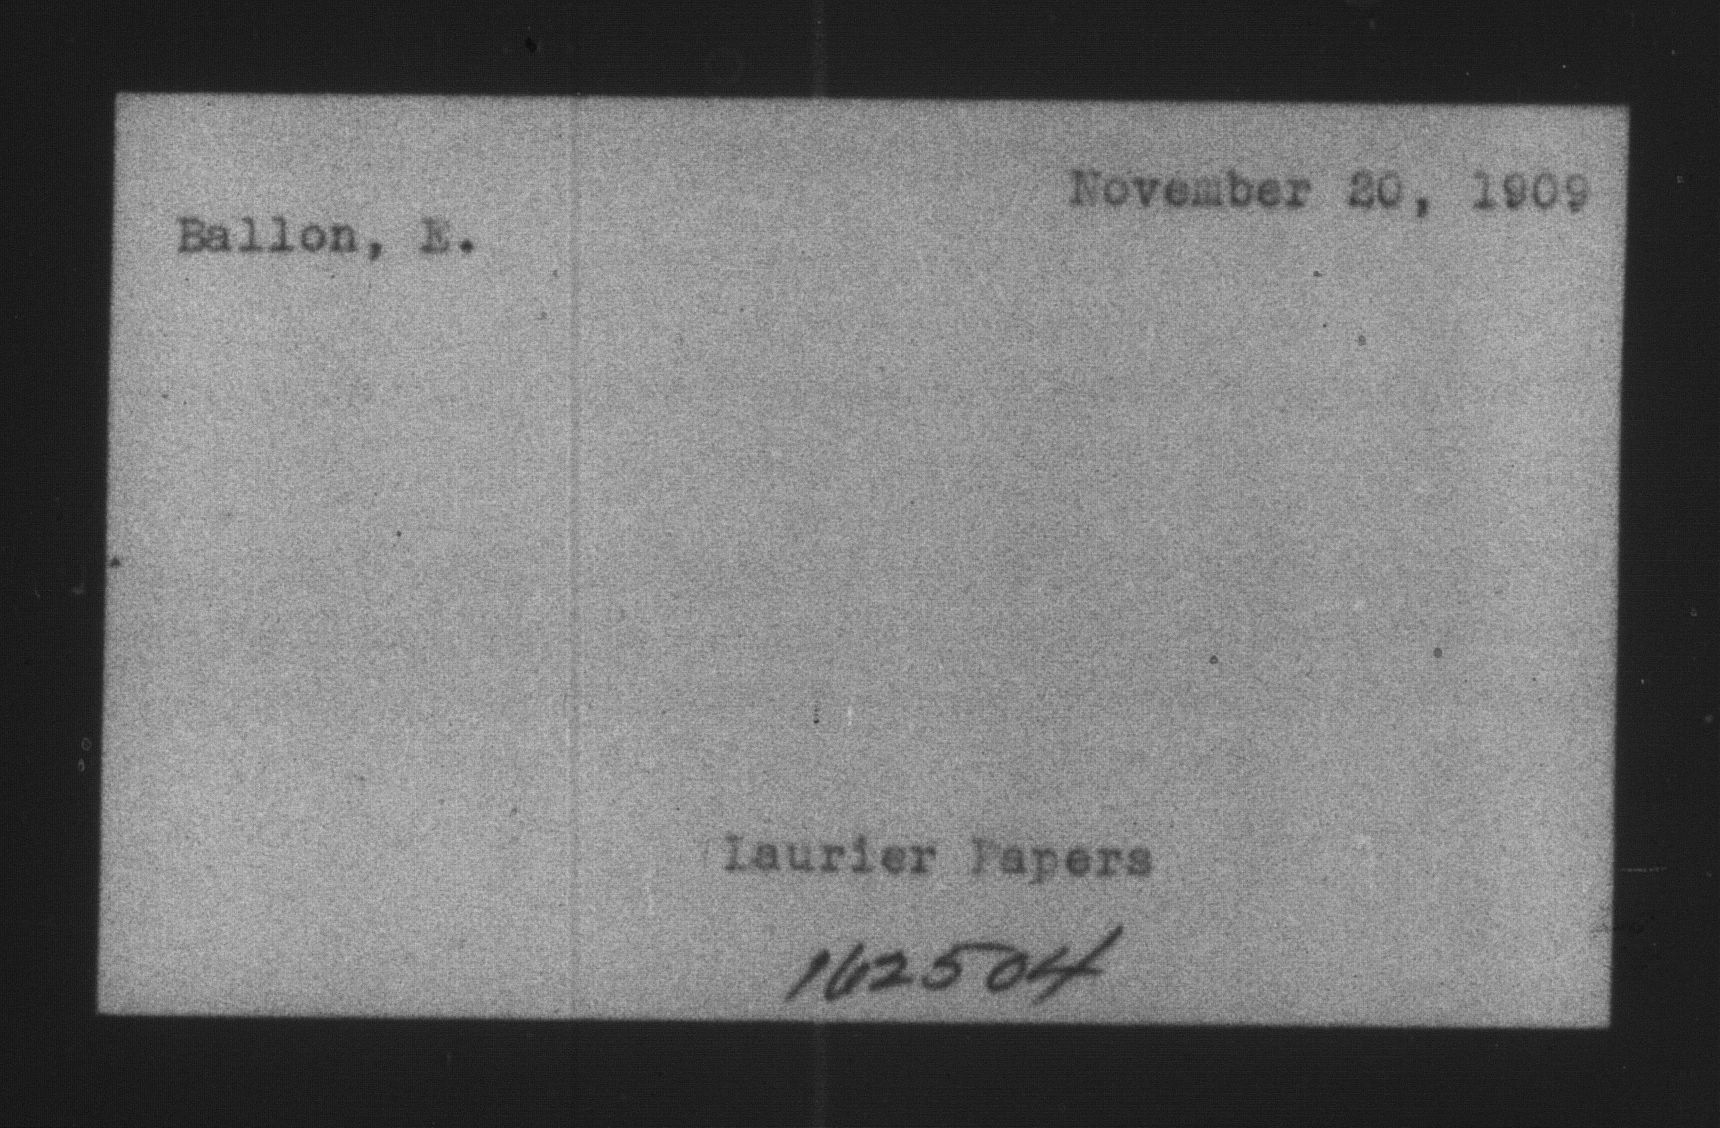 November 20, 1909
Ballon, E.
Laurier Papers
162504